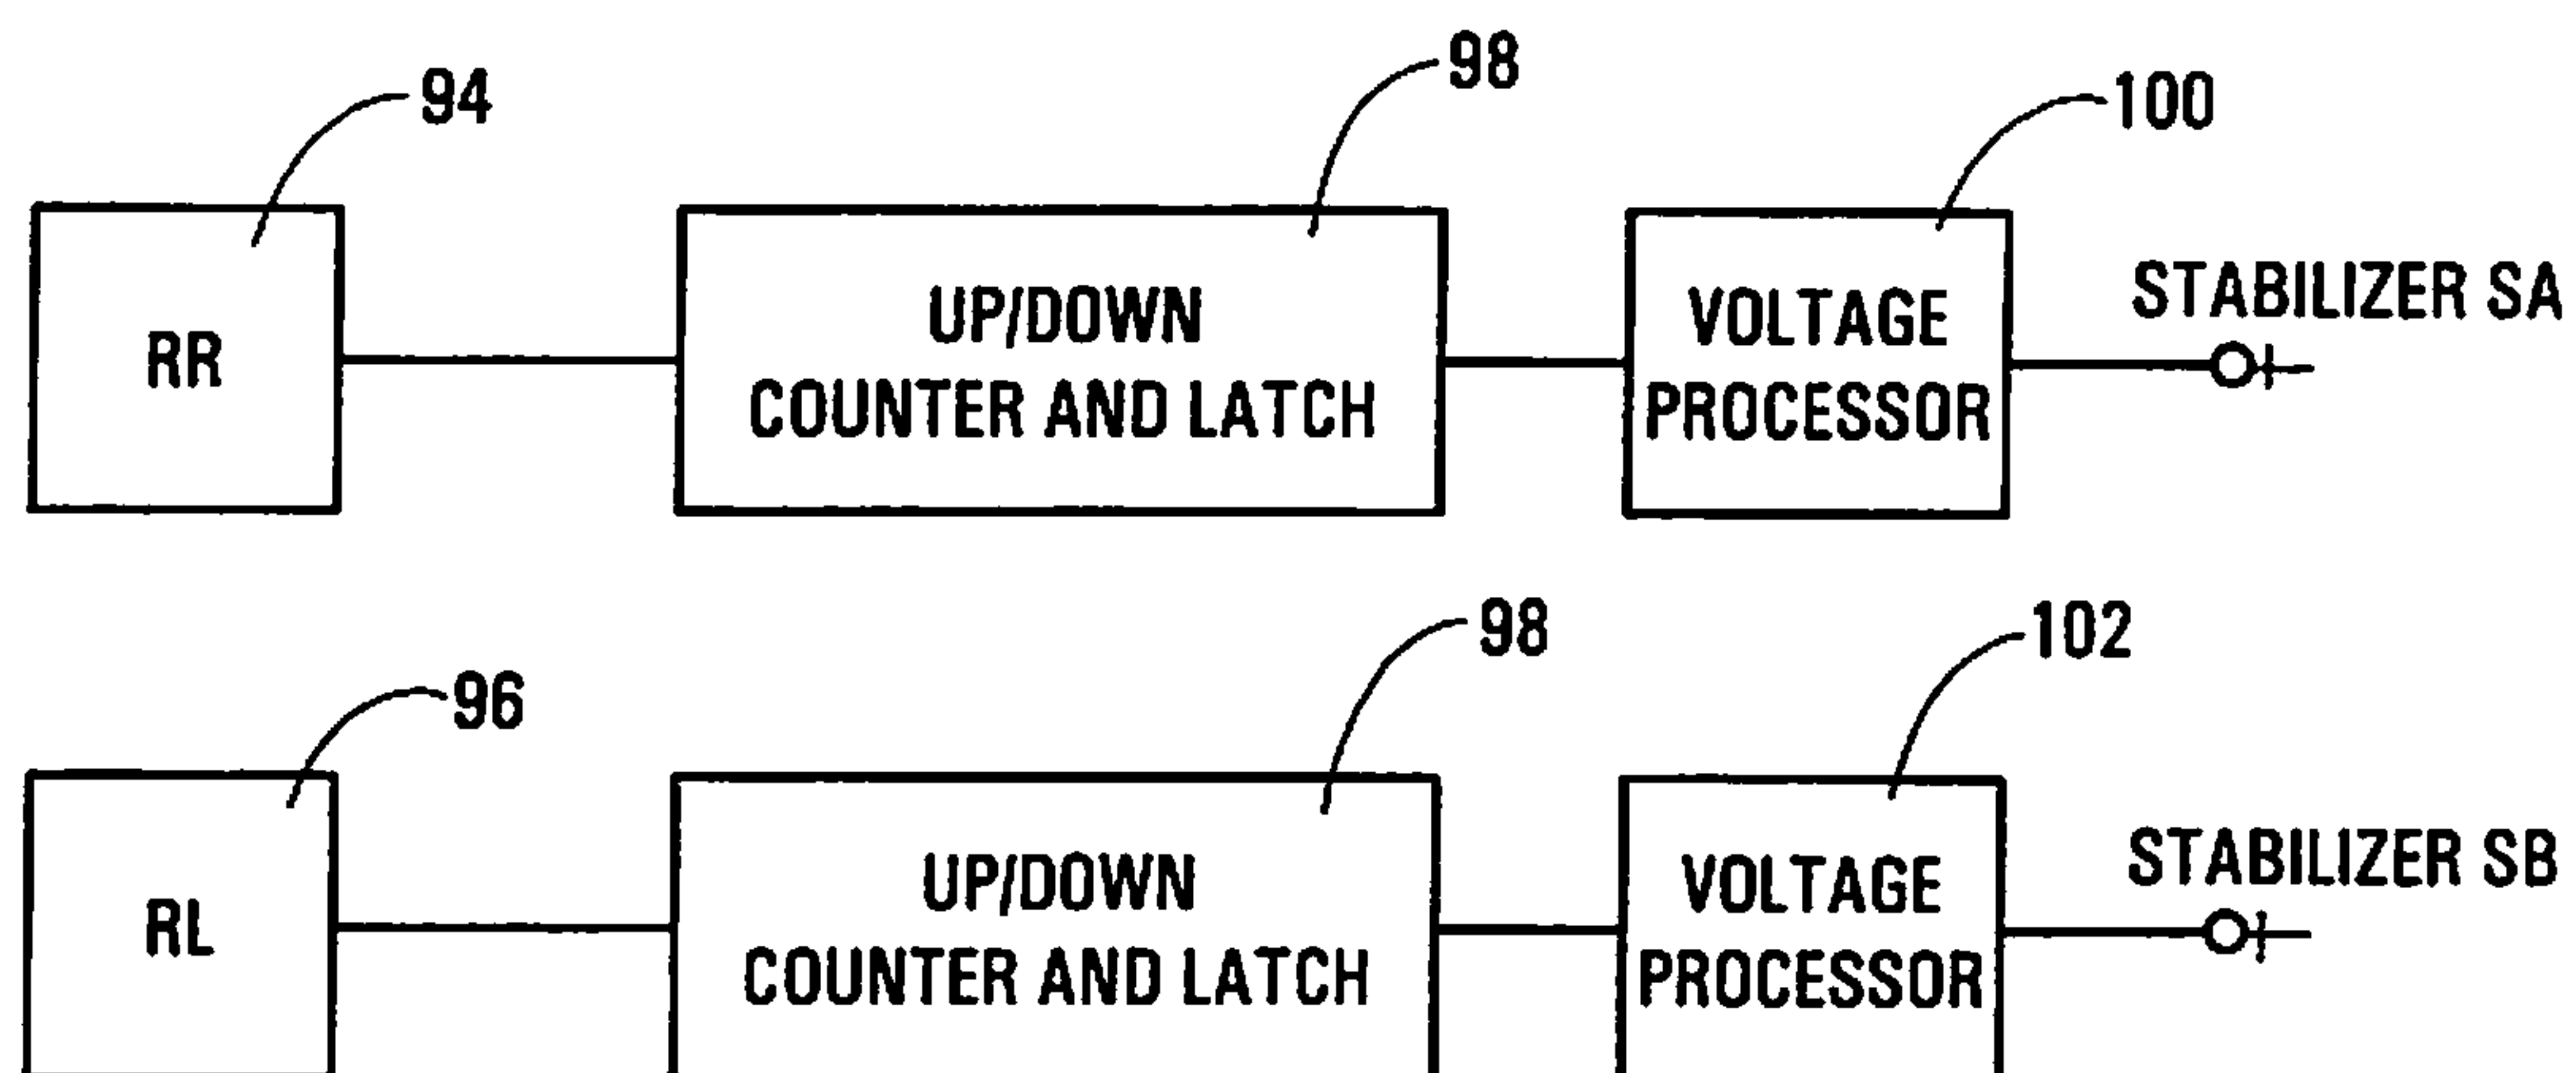 94
98
100
RR
UP/DOWN
COUNTER AND LATCH
VOLTAGE
PROCESSOR
STABILIZER SA
96
98
102
RL
UP/DOWN
COUNTER AND LATCH
VOLTAGE
PROCESSOR
STABILIZER SB